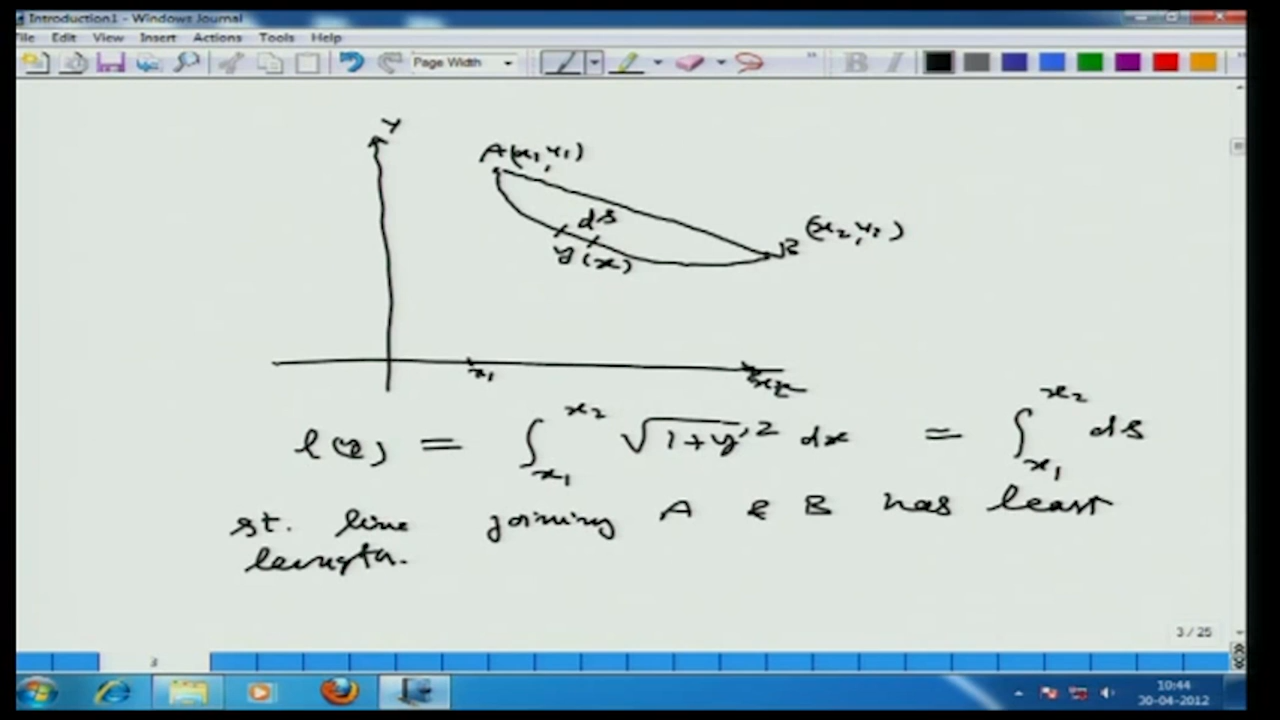 Introduction1 - Windows Journal
File Edit View Insert Actions Tools Help
Page Width
B I
Y
A(x₁, y₁)
(x₂, y₂)
B
ds
y(x)
x₁
x₂
l(y) = ∫_{x₁}^{x₂} √(1+y'²) dx = ∫_{x₁}^{x₂} ds
st. line joining A & B has least
length.
3 / 25
3
10:44
30-04-2012